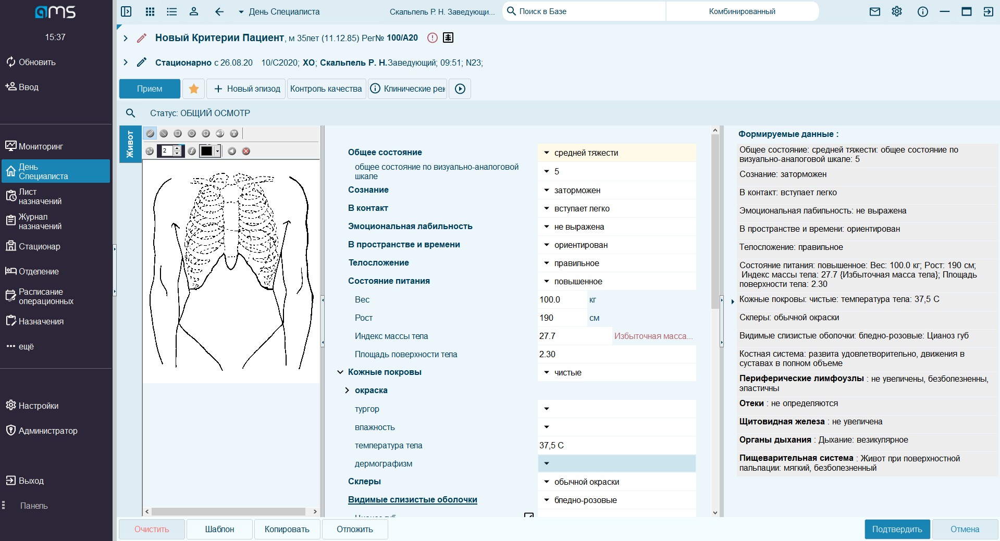 ams
15:37
Обновить
Ввод
Мониторинг
День
Специалиста
Лист
назначений
Журнал
назначений
Стационар
Отделение
Расписание
операционных
Назначения
ещё
Настройки
Администратор
Выход
Панель
День Специалиста
Скальпель Р. Н. Заведующи...
Поиск в Базе
Комбинированный
Новый Критерии Пациент, м 35лет (11.12.85) Рег№ 100/A20
Стационарно с 26.08.20 10/С2020; ХО; Скальпель Р. Н.Заведующий; 09:51; N23;
Прием
Новый эпизод
Контроль качества
Клинические рек
Статус: ОБЩИЙ ОСМОТР
Живот
2
Общее состояние
средней тяжести
общее состояние по визуально-аналоговой
шкале
5
Сознание
заторможен
В контакт
вступает легко
Эмоциональная лабильность
не выражена
В пространстве и времени
ориентирован
Телосложение
правильное
Состояние питания
повышенное
Вес
100.0 кг
Рост
190 см
Индекс массы тела
27.7 Избыточная масса...
Площадь поверхности тела
2.30
Кожные покровы
чистые
окраска
тургор
влажность
температура тела
37,5 С
дермографизм
Склеры
обычной окраски
Видимые слизистые оболочки
бледно-розовые
Цианоз губ
Формируемые данные :
Общее состояние: средней тяжести: общее состояние по
визуально-аналоговой шкале: 5
Сознание: заторможен
В контакт: вступает легко
Эмоциональная лабильность: не выражена
В пространстве и времени: ориентирован
Телосложение: правильное
Состояние питания: повышенное: Вес: 100.0 кг; Рост: 190 см;
Индекс массы тела: 27.7 {Избыточная масса тела}; Площадь
поверхности тела: 2.30
Кожные покровы: чистые: температура тела: 37,5 С
Склеры: обычной окраски
Видимые слизистые оболочки: бледно-розовые: Цианоз губ
Костная система: развита удовлетворительно, движения в
суставах в полном объеме
Периферические лимфоузлы : не увеличены, безболезненны,
эластичны
Отеки : не определяются
Щитовидная железа : не увеличена
Органы дыхания : Дыхание: везикулярное
Пищеварительная система : Живот при поверхностной
пальпации: мягкий, безболезненный
Очистить
Шаблон
Копировать
Отложить
Подтвердить
Отмена